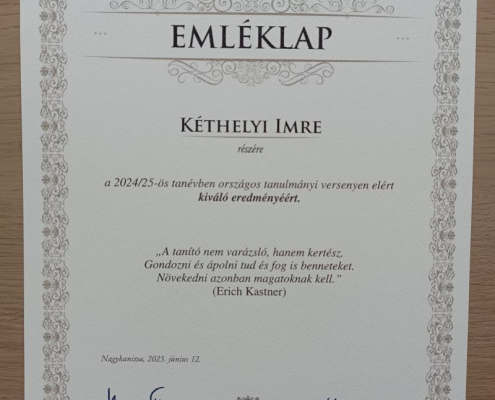 EMLÉKLAP
KÉTHELYI IMRE
részére
a 2024/25-ös tanévben országos tanulmányi versenyen elért
kiváló eredményéért.
„A tanító nem varázsló, hanem kertész.
Gondozni és ápolni tud és fog is benneteket.
Növekedni azonban magatoknak kell.”
(Erich Kastner)
Nagykanizsa, 2025. június 12.